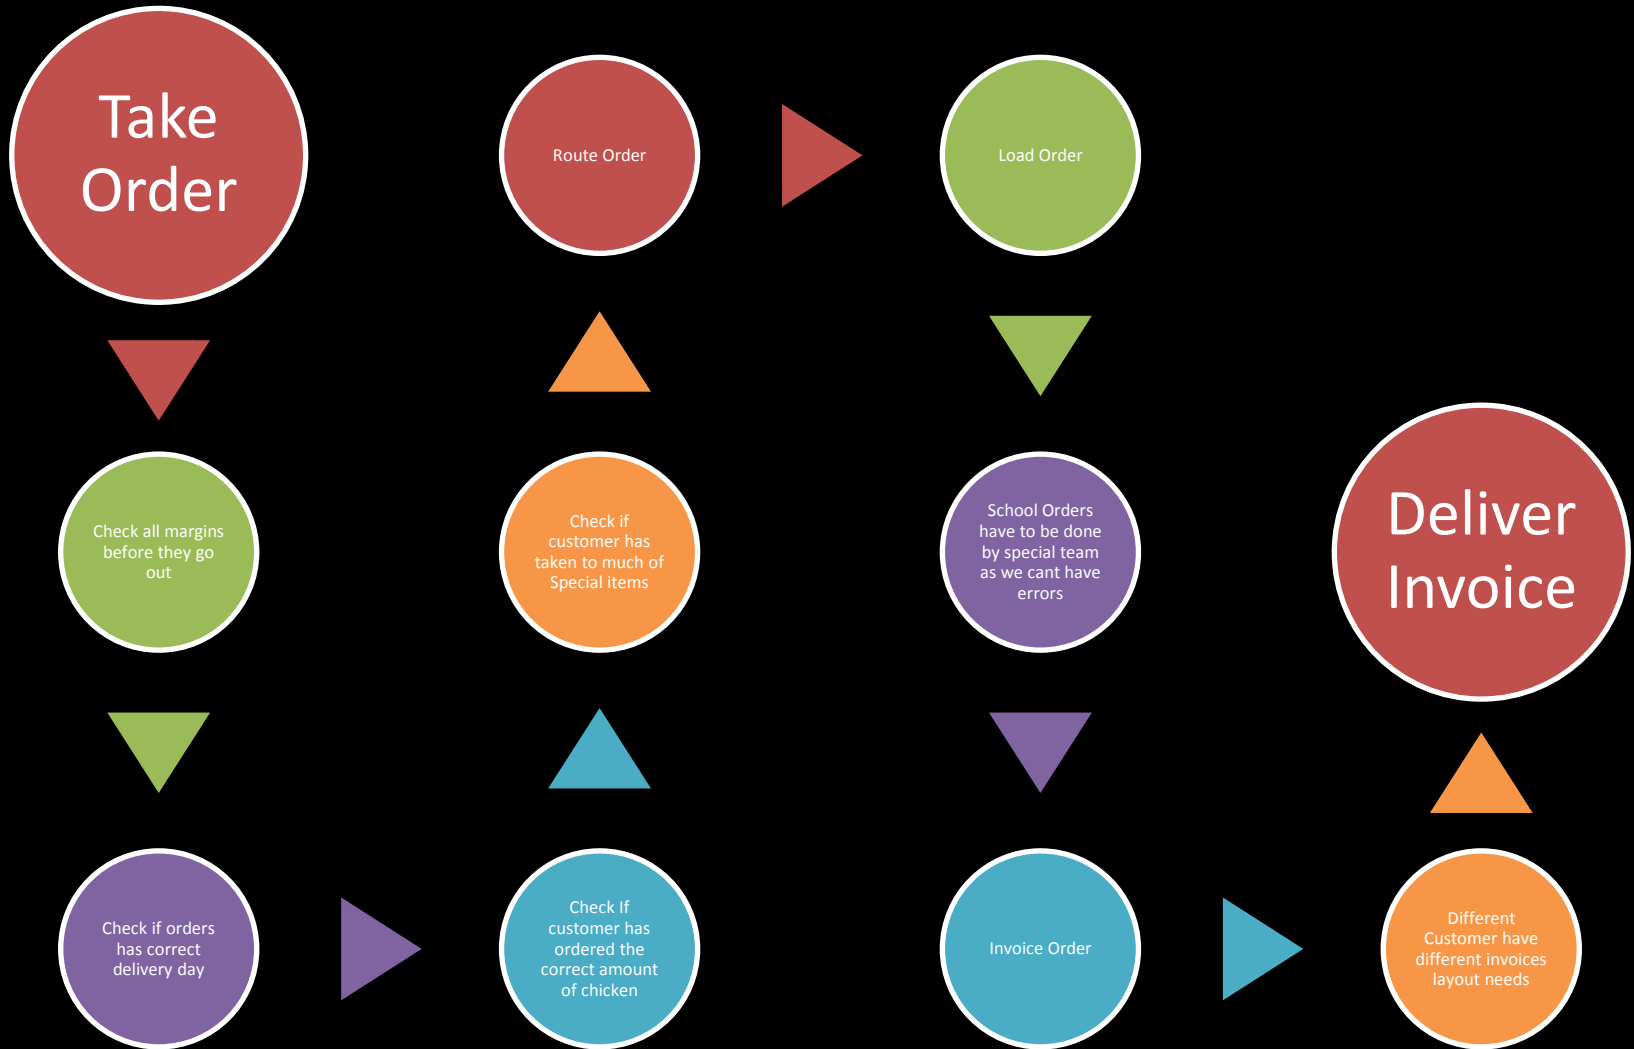 Take
Order
Check all margins
before they go
out
Check if orders
has correct
delivery day
Check If
customer has
ordered the
correct amount
of chicken
Check if
customer has
taken to much of
Special items
Route Order
Load Order
School Orders
have to be done
by special team
as we cant have
errors
Invoice Order
Different
Customer have
different invoices
layout needs
Deliver
Invoice